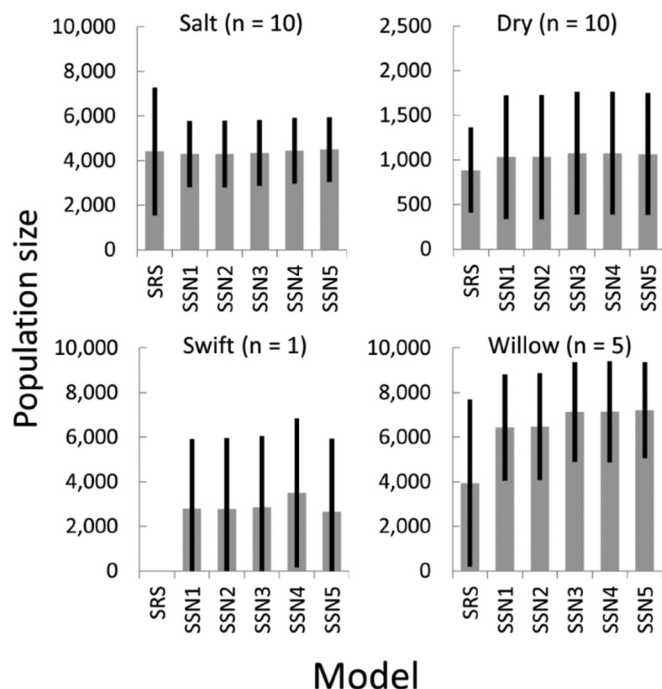 Salt (n = 10)
10,000
8,000
6,000
4,000
2,000
0
SRS
SSN1
SSN2
SSN3
SSN4
SSN5
Dry (n = 10)
2,500
2,000
1,500
1,000
500
0
SRS
SSN1
SSN2
SSN3
SSN4
SSN5
Swift (n = 1)
10,000
8,000
6,000
4,000
2,000
0
SRS
SSN1
SSN2
SSN3
SSN4
SSN5
Willow (n = 5)
10,000
8,000
6,000
4,000
2,000
0
SRS
SSN1
SSN2
SSN3
SSN4
SSN5
Population size
Model